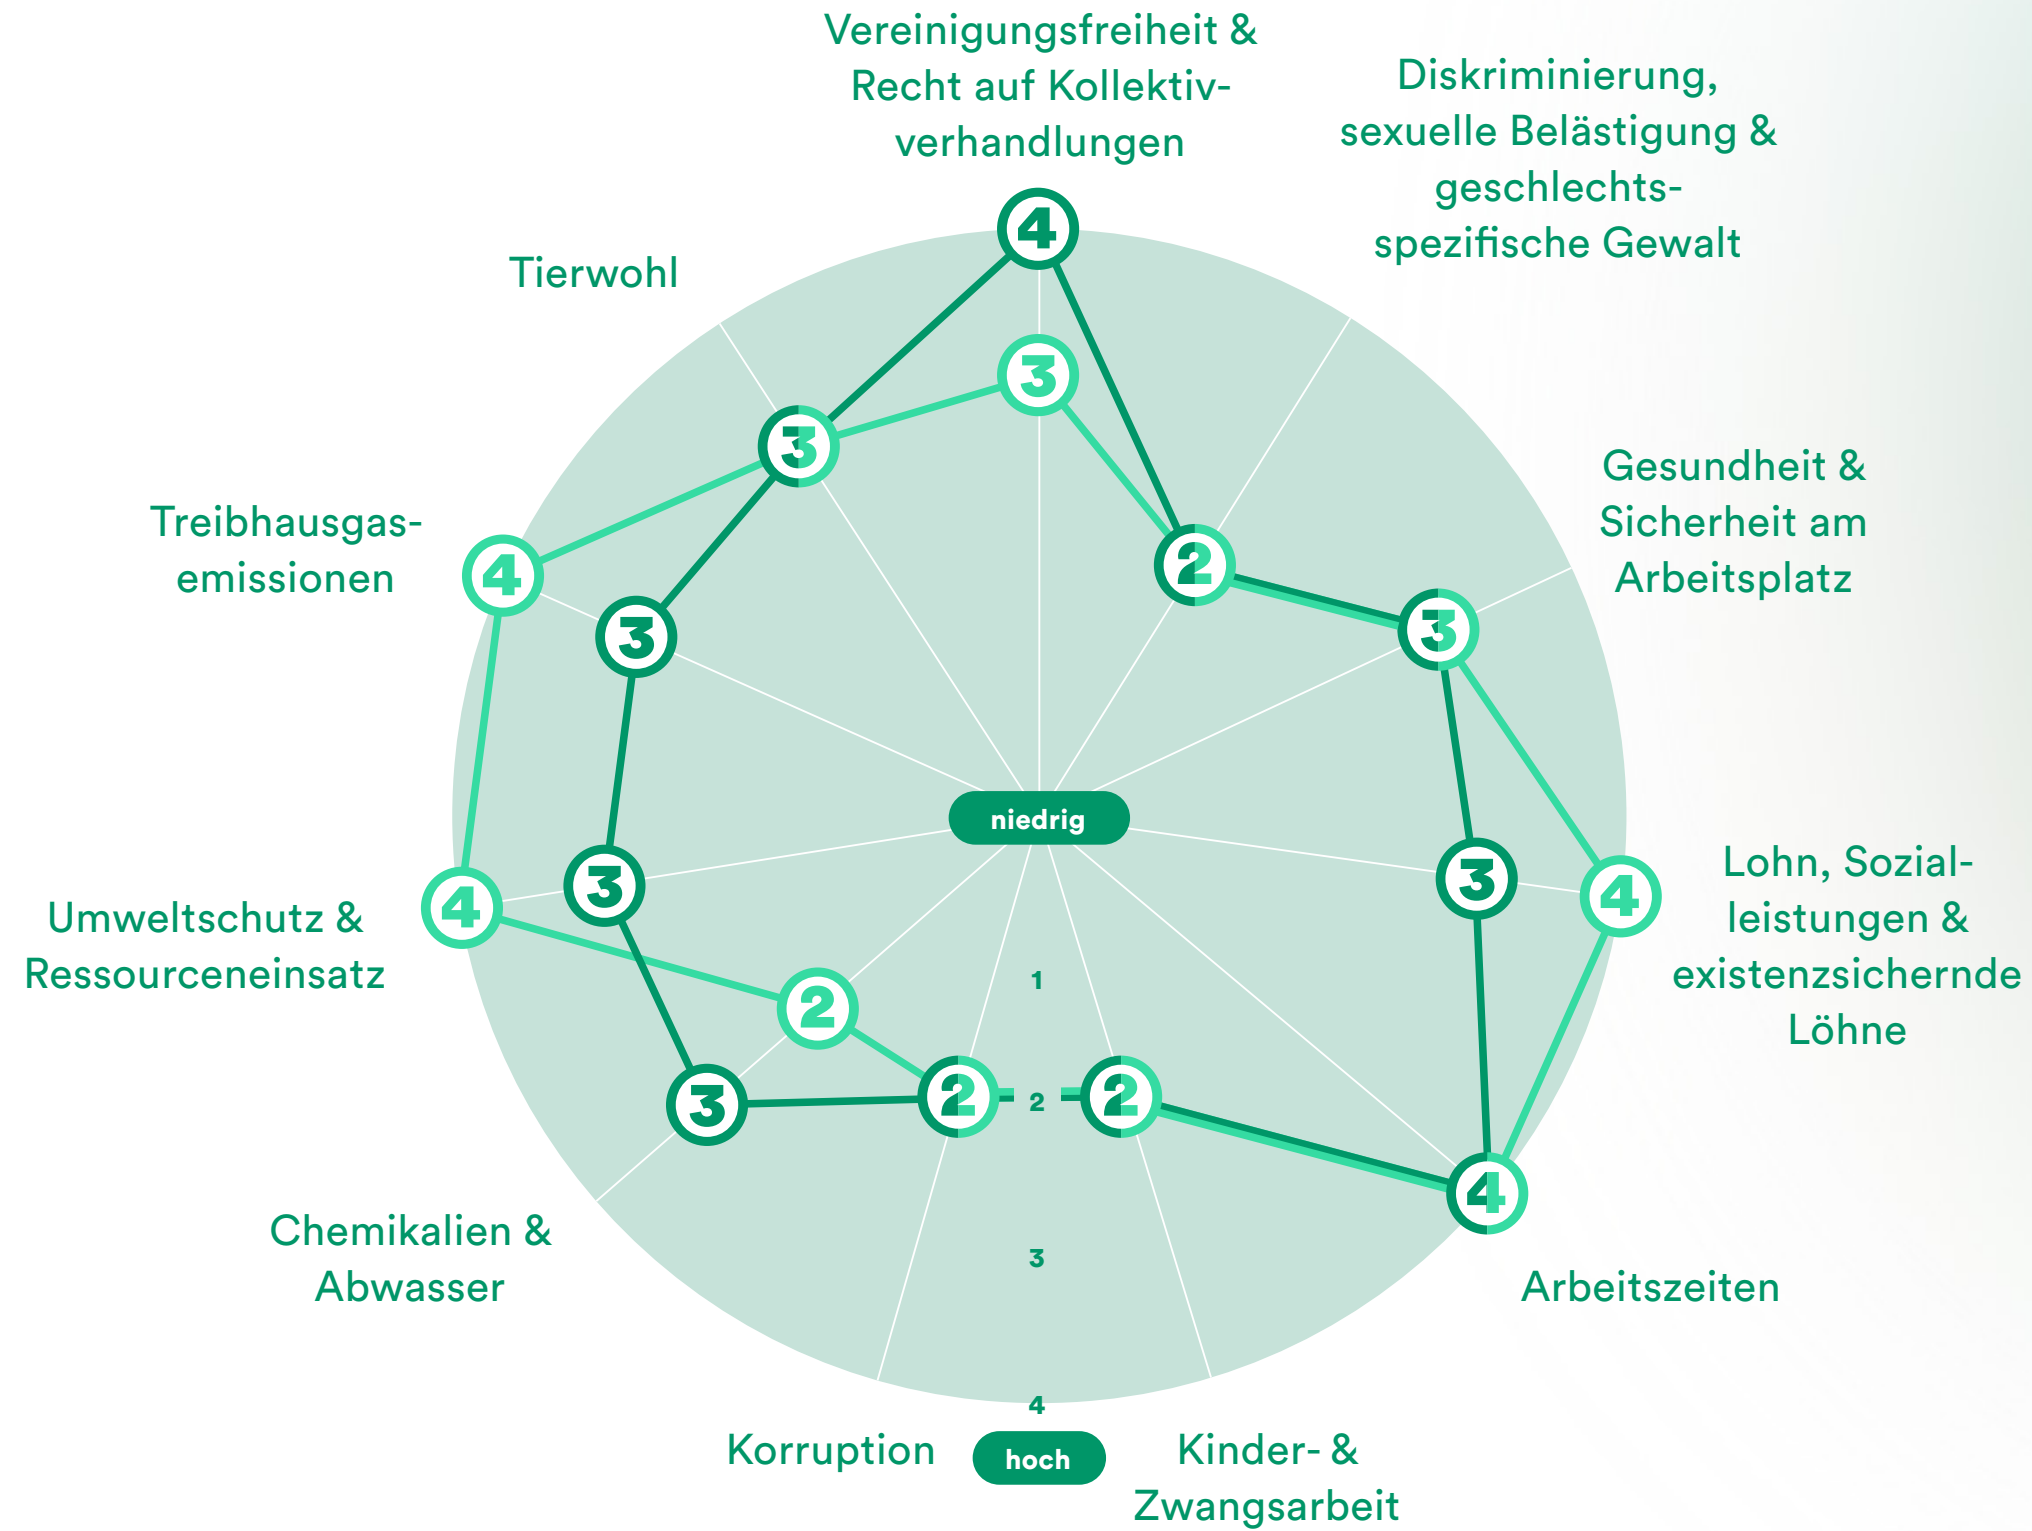 Vereinigungsfreiheit &
Recht auf Kollektiv-
verhandlungen
Diskriminierung,
sexuelle Belästigung &
geschlechts-
spezifische Gewalt
Tierwohl
4
3
3
2
Gesundheit &
Sicherheit am
Arbeitsplatz
3
Treibhausgas-
emissionen
4
3
niedrig
Lohn, Sozial-
leistungen &
existenzsichernde
Löhne
3
4
Umweltschutz &
Ressourceneinsatz
4
3
2
3
1
2
2
2
4
3
4
Chemikalien &
Abwasser
Arbeitszeiten
Korruption
hoch
Kinder- &
Zwangsarbeit